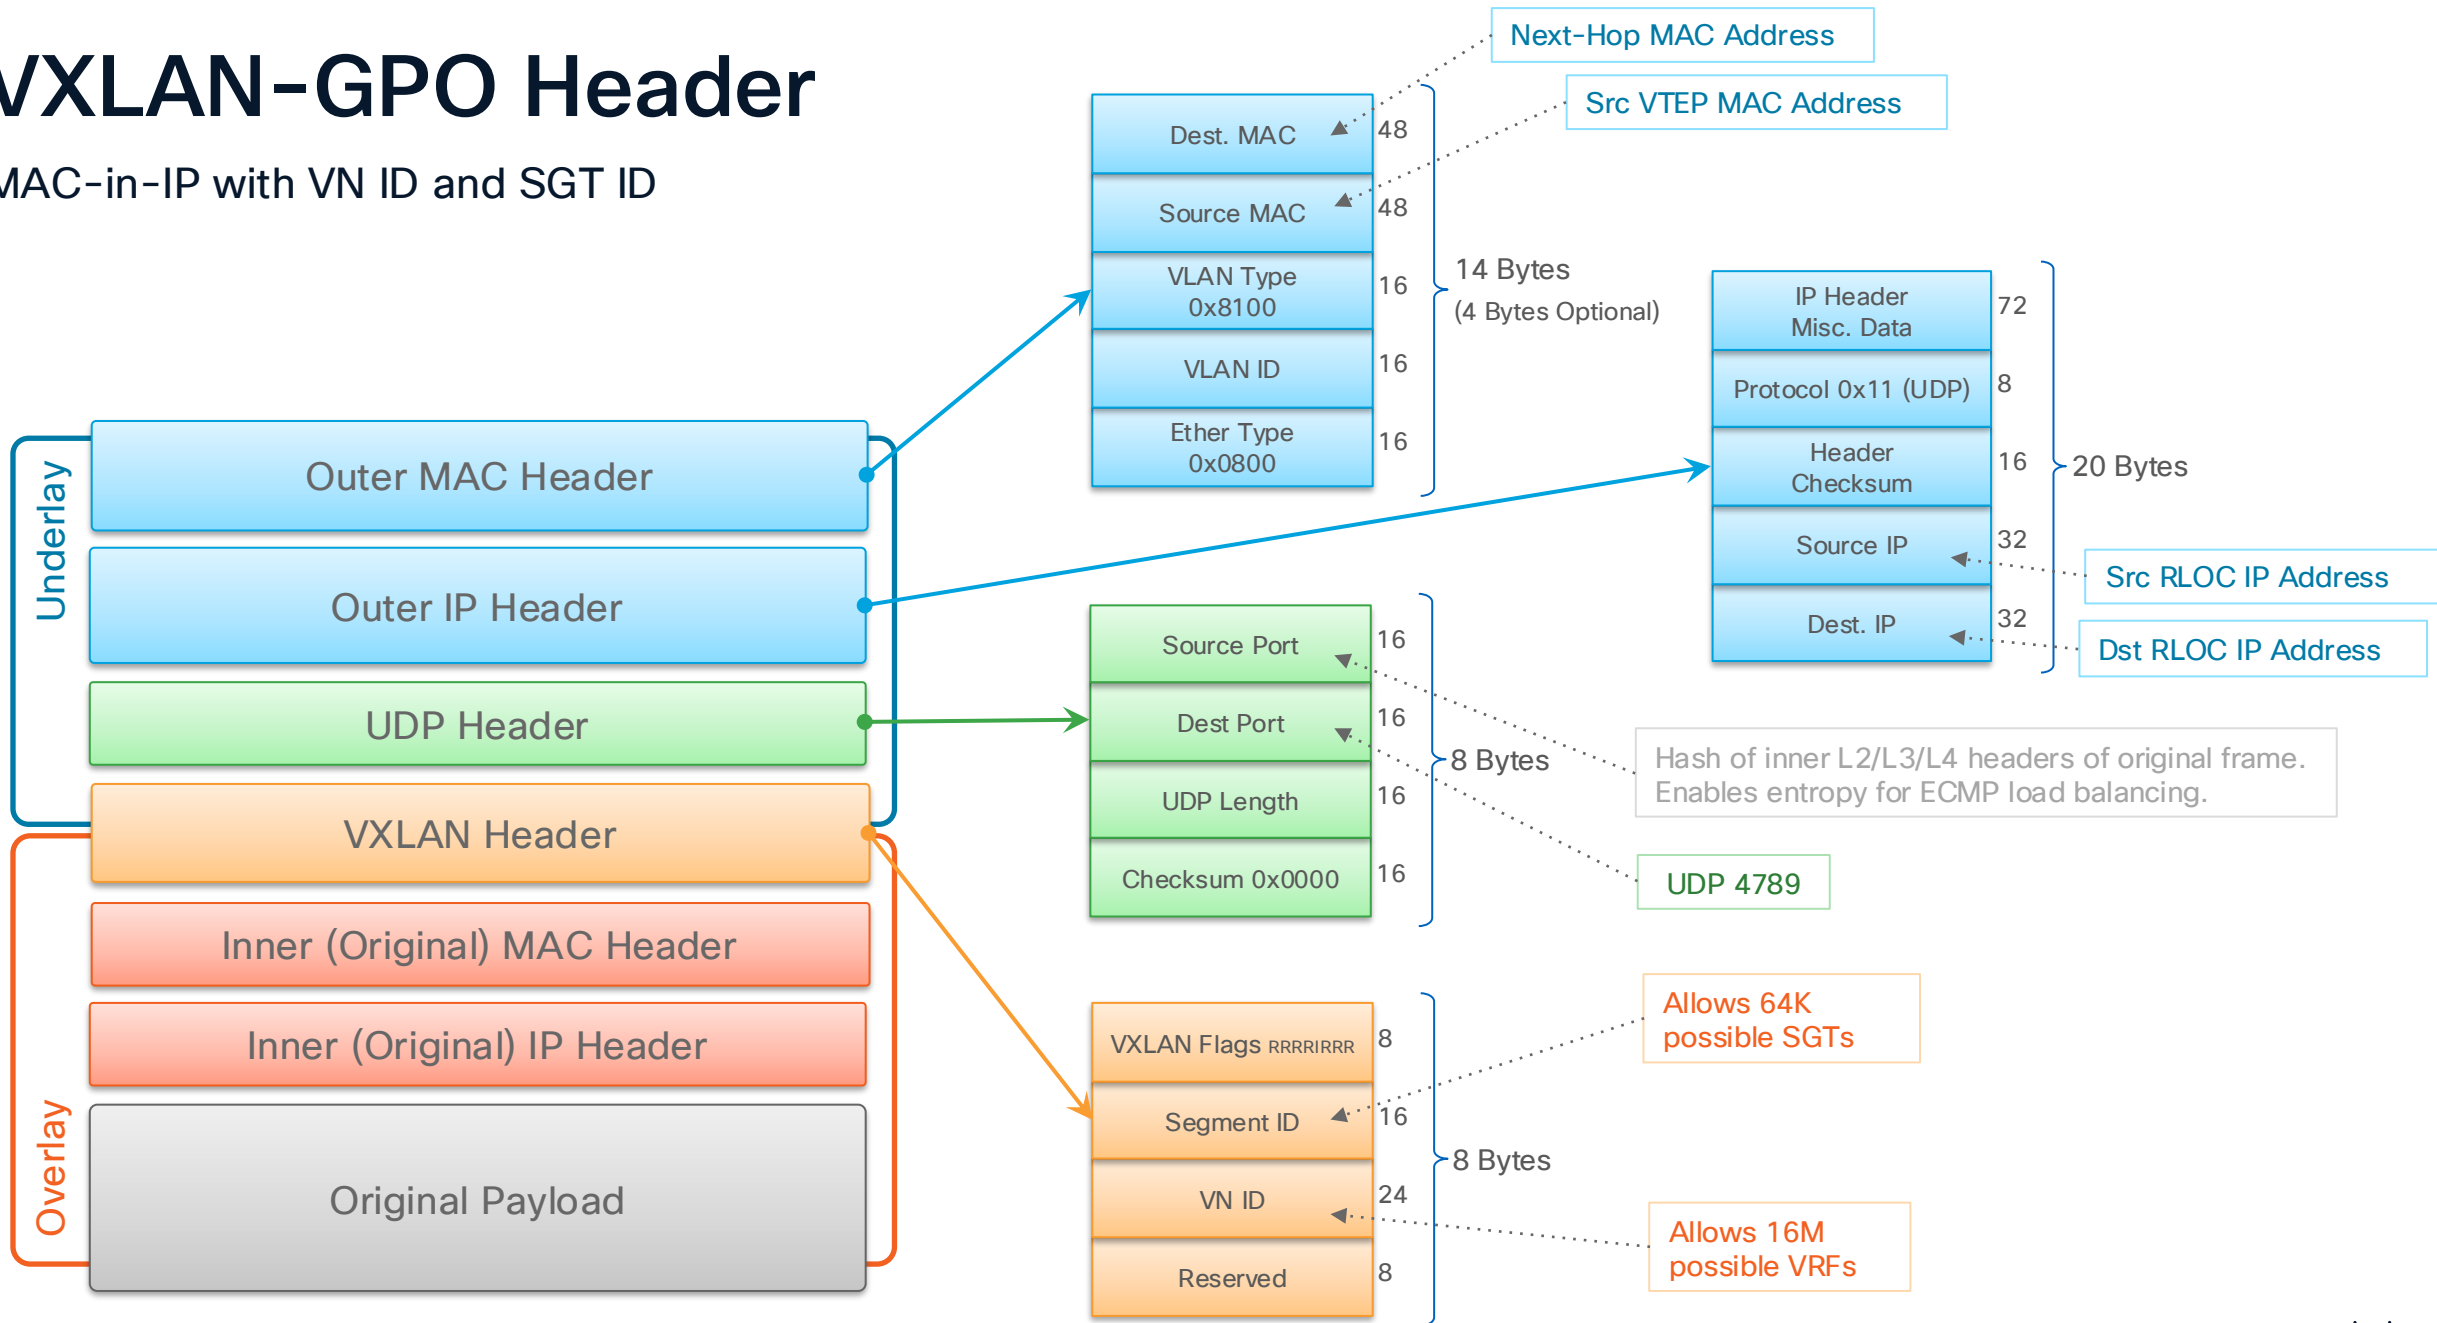 VXLAN-GPO Header
MAC-in-IP with VN ID and SGT ID
Underlay
Outer MAC Header
Outer IP Header
UDP Header
VXLAN Header
Overlay
Inner (Original) MAC Header
Inner (Original) IP Header
Original Payload
Next-Hop MAC Address
Src VTEP MAC Address
Dest. MAC
48
Source MAC
48
VLAN Type
0x8100
16
VLAN ID
16
Ether Type
0x0800
16
14 Bytes
(4 Bytes Optional)
IP Header
Misc. Data
72
Protocol 0x11 (UDP)
8
Header
Checksum
16
Source IP
32
Dest. IP
32
20 Bytes
Src RLOC IP Address
Dst RLOC IP Address
Source Port
16
Dest Port
16
UDP Length
16
Checksum 0x0000
16
8 Bytes
Hash of inner L2/L3/L4 headers of original frame.
Enables entropy for ECMP load balancing.
UDP 4789
VXLAN Flags RRRRIRRR
8
Segment ID
16
VN ID
24
Reserved
8
8 Bytes
Allows 64K
possible SGTs
Allows 16M
possible VRFs